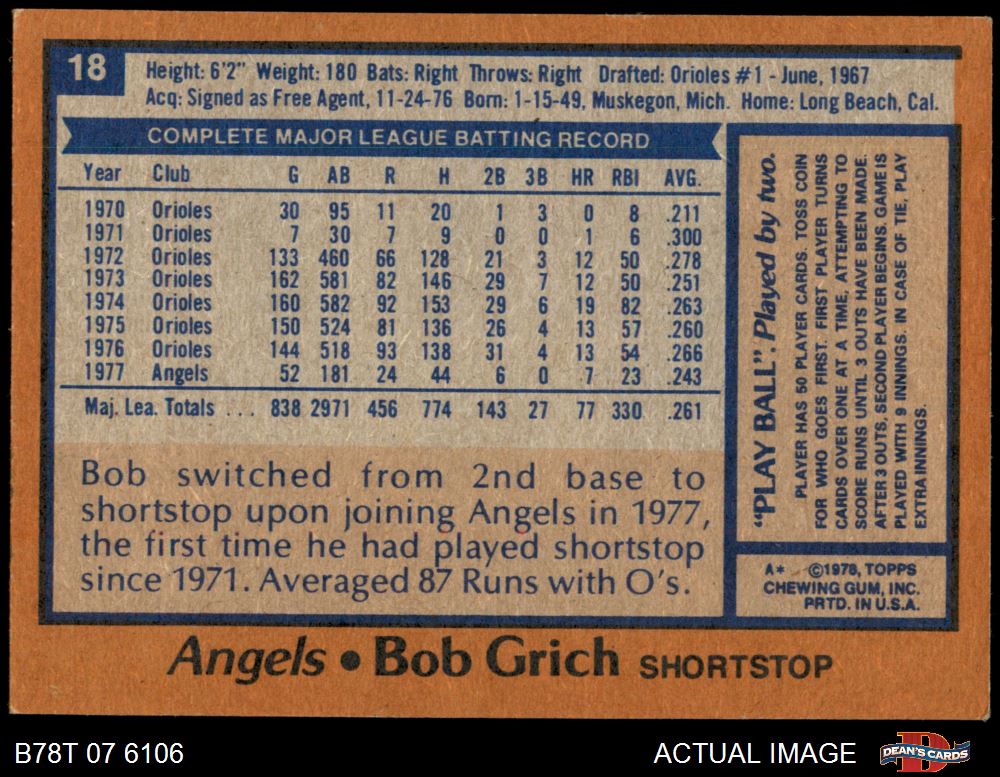 18
Height: 6'2" Weight: 180 Bats: Right Throws: Right Drafted: Orioles #1 - June, 1967
Acq: Signed as Free Agent, 11-24-76 Born: 1-15-49, Muskegon, Mich. Home: Long Beach, Cal.
COMPLETE MAJOR LEAGUE BATTING RECORD
Year Club G AB R H 2B 3B HR RBI AVG.
1970 Orioles 30 95 11 20 1 3 0 8 .211
1971 Orioles 7 30 7 9 0 0 1 6 .300
1972 Orioles 133 460 66 128 21 3 12 50 .278
1973 Orioles 162 581 82 146 29 7 12 50 .251
1974 Orioles 160 582 92 153 29 6 19 82 .263
1975 Orioles 150 524 81 136 26 4 13 57 .260
1976 Orioles 144 518 93 138 31 4 13 54 .266
1977 Angels 52 181 24 44 6 0 7 23 .243
Maj. Lea. Totals ... 838 2971 456 774 143 27 77 330 .261
Bob switched from 2nd base to
shortstop upon joining Angels in 1977,
the first time he had played shortstop
since 1971. Averaged 87 Runs with O's.
"PLAY BALL". Played by two.
PLAYER HAS 50 PLAYER CARDS. TOSS COIN
FOR WHO GOES FIRST. FIRST PLAYER TURNS
CARDS OVER ONE AT A TIME, ATTEMPTING TO
SCORE RUNS UNTIL 3 OUTS HAVE BEEN MADE.
AFTER 3 OUTS, SECOND PLAYER BEGINS. GAME IS
PLAYED WITH 9 INNINGS. IN CASE OF TIE, PLAY
EXTRA INNINGS.
A* ©1978, TOPPS
CHEWING GUM, INC.
PRTD. IN U.S.A.
Angels • Bob Grich SHORTSTOP
B78T 07 6106
ACTUAL IMAGE
D
DEAN'S CARDS